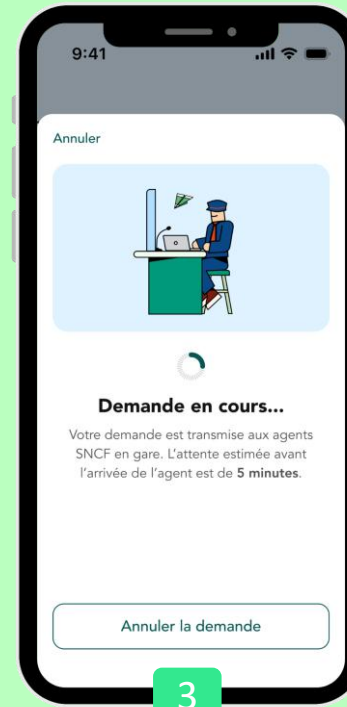 9:41
Annuler
Demande en cours...
Votre demande est transmise aux agents
SNCF en gare. L'attente estimée avant
l'arrivée de l'agent est de 5 minutes.
Annuler la demande
3